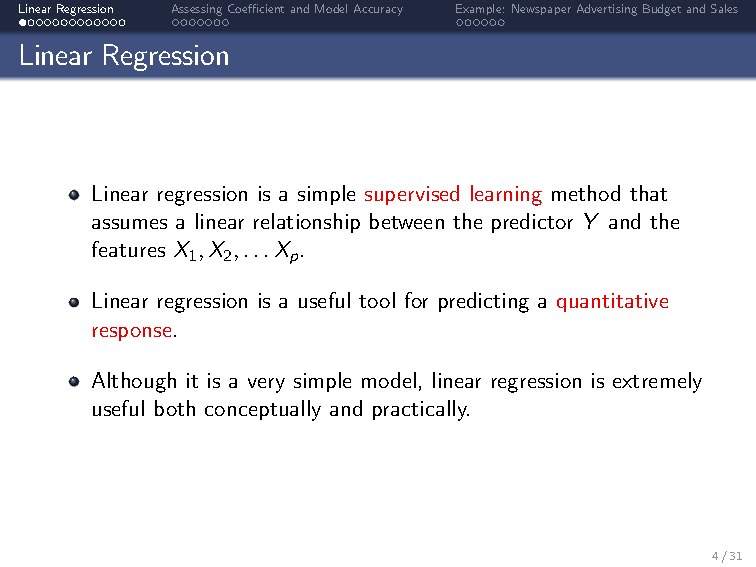 Linear Regression
Assessing Coefficient and Model Accuracy
Example: Newspaper Advertising Budget and Sales
Linear Regression
Linear regression is a simple supervised learning method that
assumes a linear relationship between the predictor Y and the
features X₁, X₂, . . . Xₚ.
Linear regression is a useful tool for predicting a quantitative
response.
Although it is a very simple model, linear regression is extremely
useful both conceptually and practically.
4 / 31